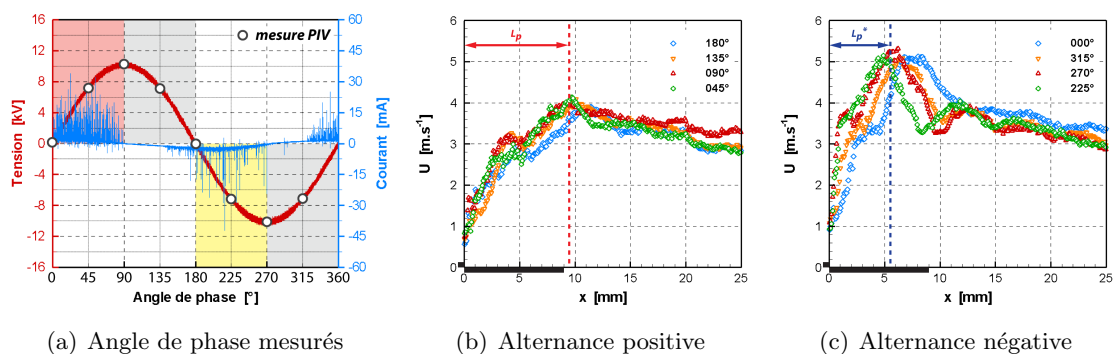 16
12
8
4
0
-4
-8
-12
-16
Tension [kV]
mesure PIV
60
45
30
15
0
-15
-30
-45
-60
Courant [mA]
0 45 90 135 180 225 270 315 360
Angle de phase [°]
(a) Angle de phase mesurés
6
5
4
3
2
1
0
U [m.s⁻¹]
Lp
180°
135°
090°
045°
0 5 10 15 20 25
x [mm]
(b) Alternance positive
6
5
4
3
2
1
0
U [m.s⁻¹]
Lp*
000°
315°
270°
225°
0 5 10 15 20 25
x [mm]
(c) Alternance négative